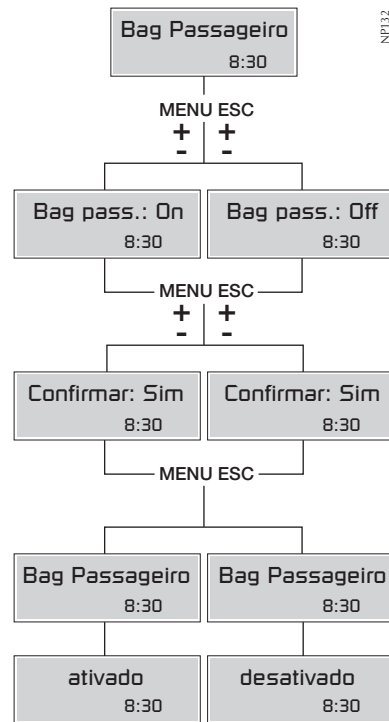 NP132
Bag Passageiro
8:30
MENU ESC
+ +
- -
Bag pass.: On
8:30
Bag pass.: Off
8:30
MENU ESC
+ +
- -
Confirmar: Sim
8:30
Confirmar: Sim
8:30
MENU ESC
Bag Passageiro
8:30
Bag Passageiro
8:30
ativado
8:30
desativado
8:30